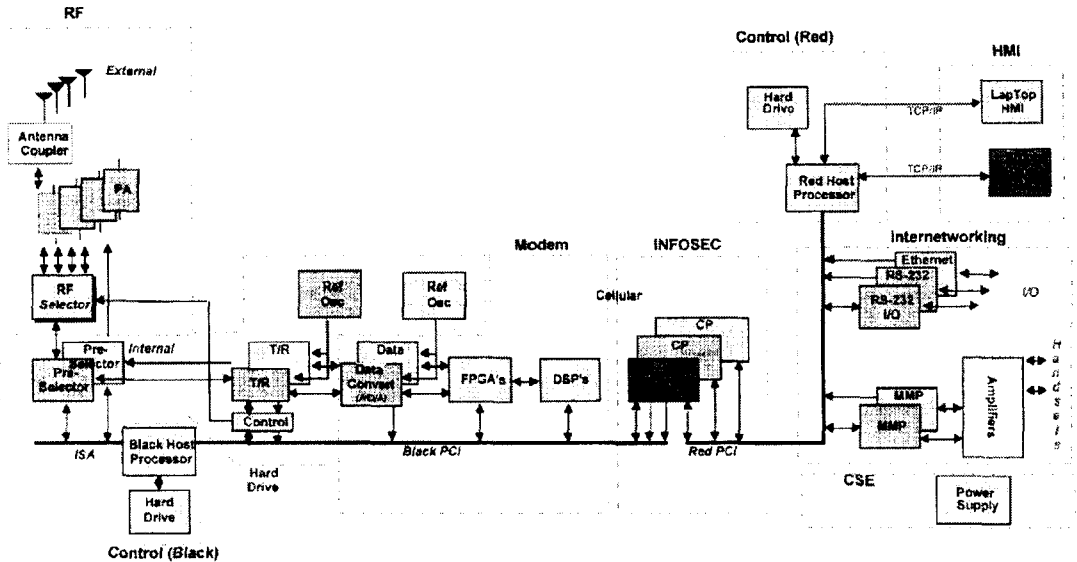 RF
External
Antenna
Coupler
PA
RF
Selector
Pre-
Selector
Pre-
Selector
Internal
ISA
Black Host
Processor
Hard
Drive
Control (Black)
Hard
Drive
Modem
Ref
Osc
Ref
Osc
T/R
T/R
Control
Data
Data
Convert
(A/D/A)
FPGA's
DSP's
Black PCI
INFOSEC
Cellular
CP
CP
Red PCI
Control (Red)
Hard
Drive
Red Host
Processor
TCP/IP
TCP/IP
HMI
LapTop
HMI
Internetworking
Ethernet
RS-232
RS-232
I/O
I/O
MMP
MMP
Amplifiers
Handsets
CSE
Power
Supply